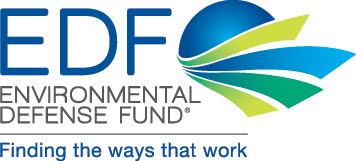 EDF
ENVIRONMENTAL
DEFENSE FUND®
Finding the ways that work